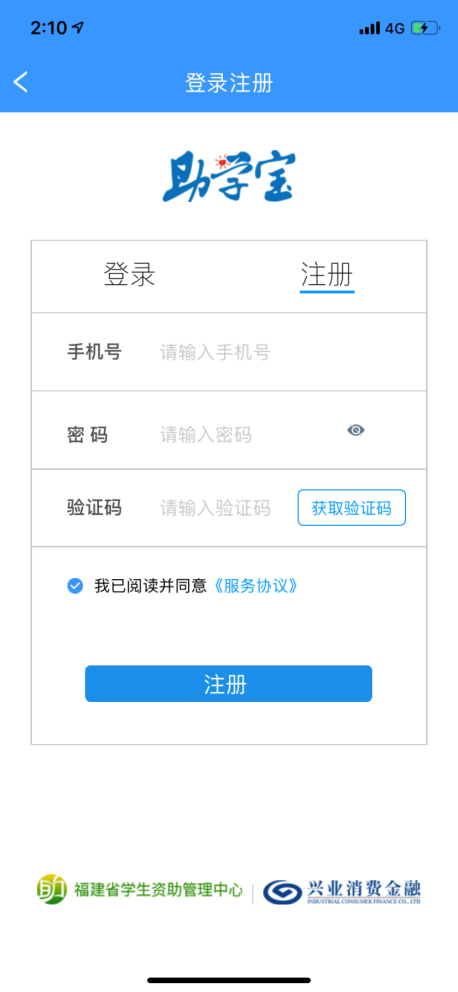 2:10
4G
登录注册
助学宝
登录
注册
手机号
请输入手机号
密 码
请输入密码
验证码
请输入验证码
获取验证码
我已阅读并同意《服务协议》
注册
福建省学生资助管理中心
兴业消费金融
INDUSTRIAL CONSUMER FINANCE CO., LTD